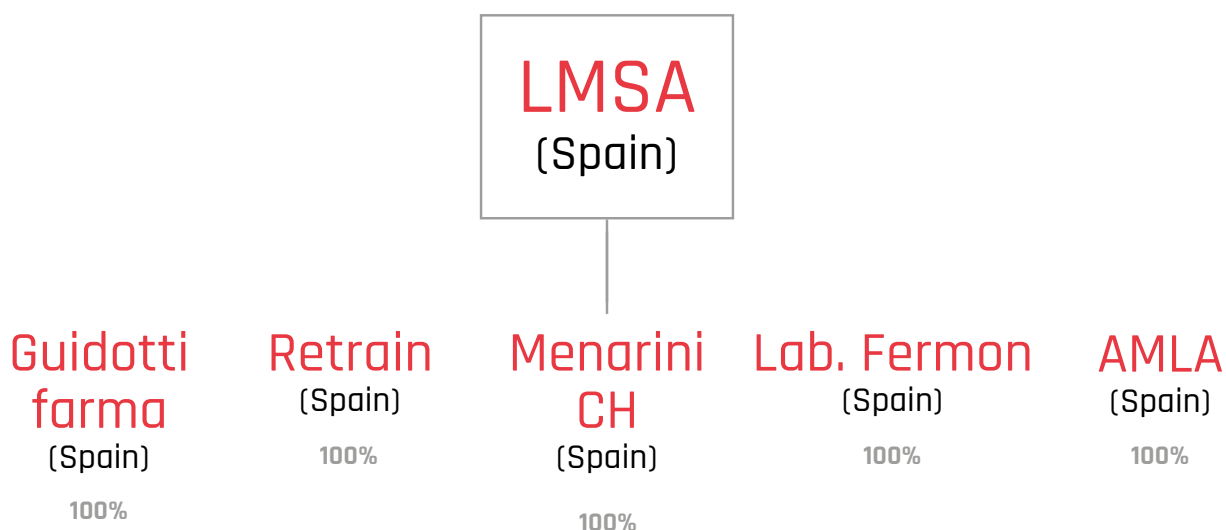 LMSA
(Spain)
Guidotti
farma
(Spain)
100%
Retrain
(Spain)
100%
Menarini
CH
(Spain)
100%
Lab. Fermon
(Spain)
100%
AMLA
(Spain)
100%